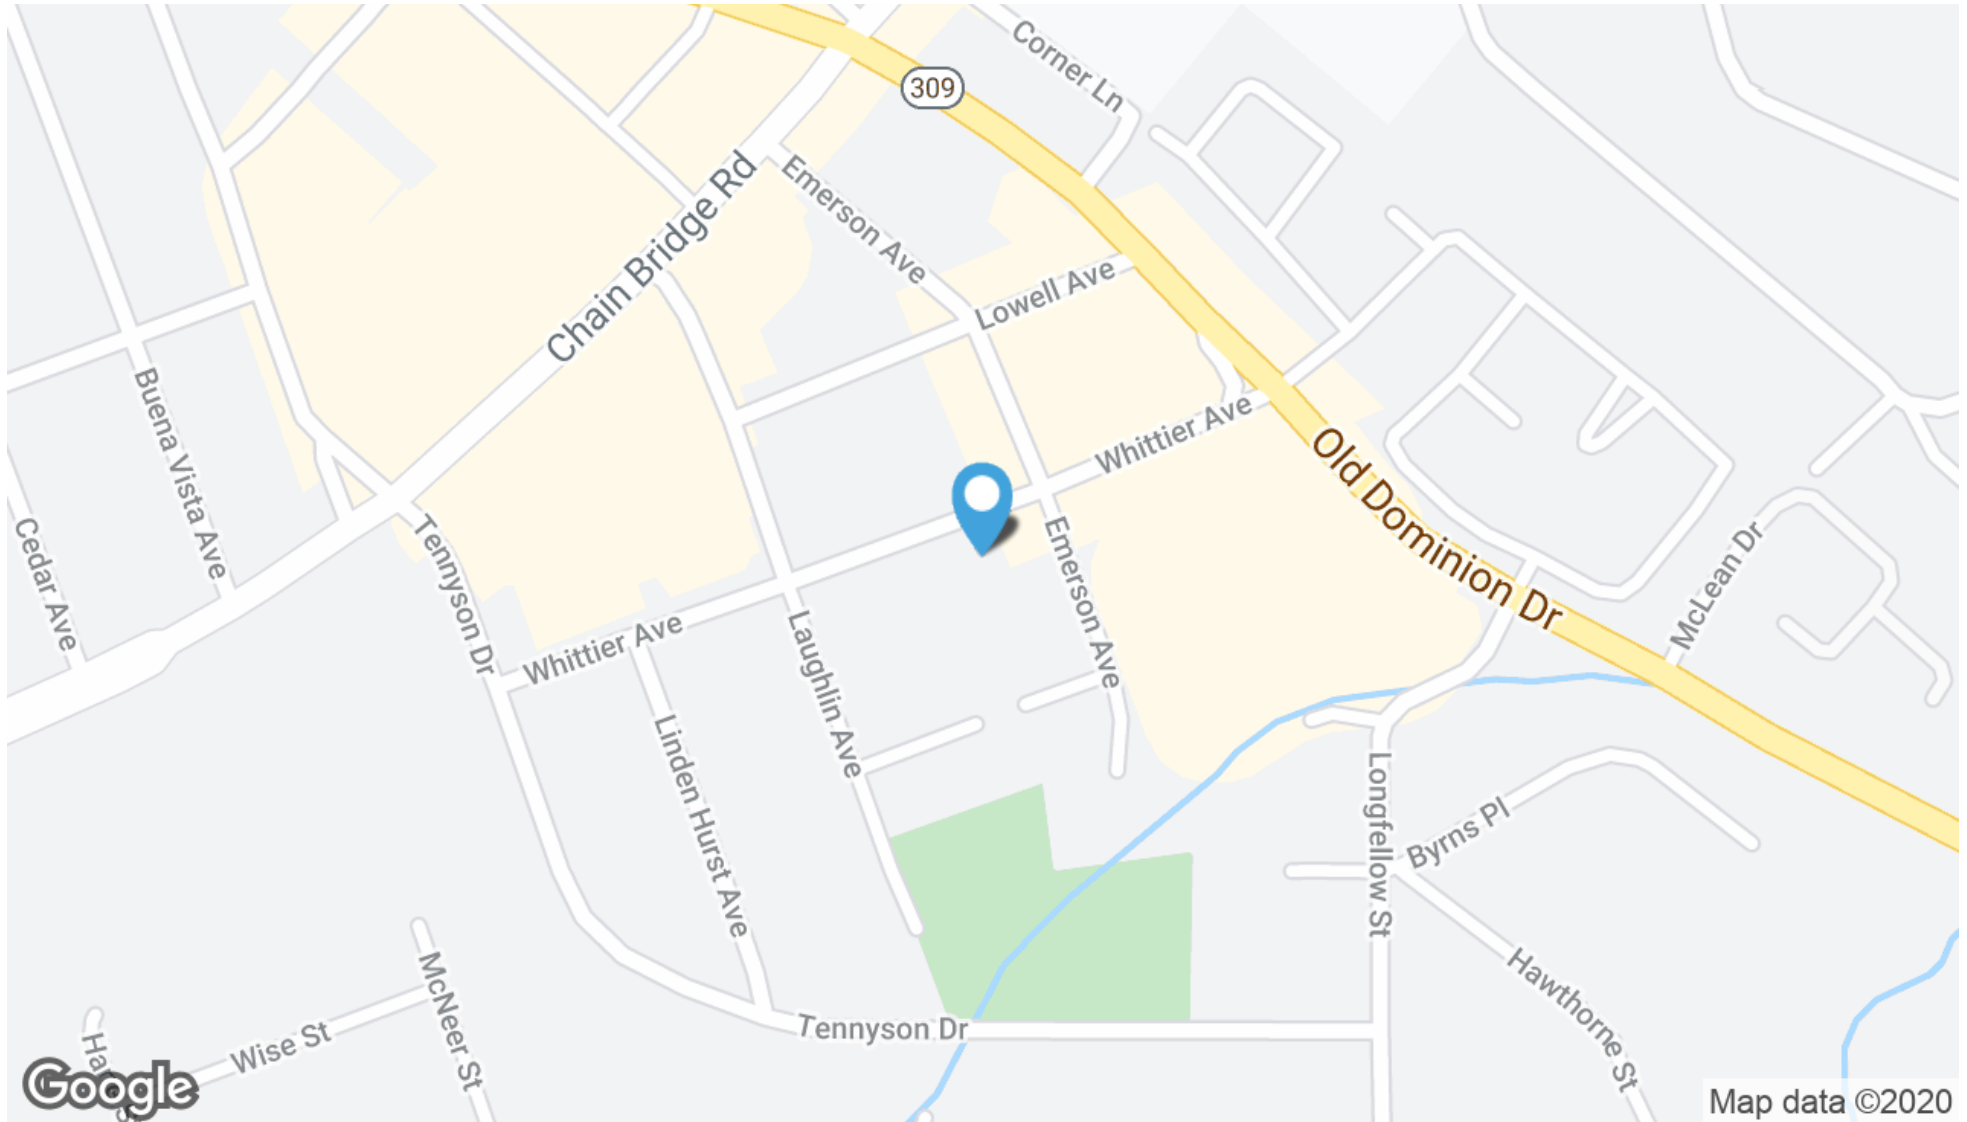 Corner Ln
309
Chain Bridge Rd
Emerson Ave
Lowell Ave
Buena Vista Ave
Whittier Ave
Old Dominion Dr
Cedar Ave
Tennyson Dr
Emerson Ave
McLean Dr
Whittier Ave
Laughlin Ave
Linden Hurst Ave
Longfellow St
Byrns Pl
McNeer St
Hawthorne St
Wise St
Tennyson Dr
Google
Map data ©2020